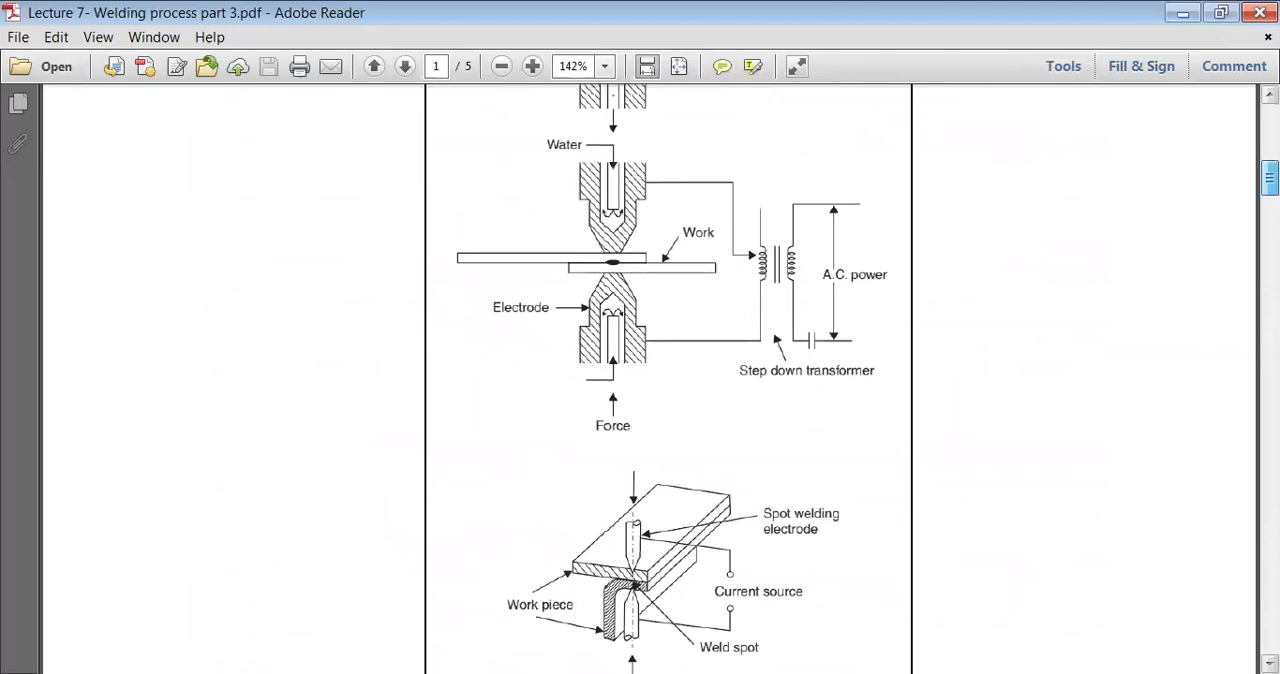 Lecture 7- Welding process part 3.pdf - Adobe Reader
File Edit View Window Help
Open 1 / 5 142% Tools Fill & Sign Comment
Water
Work
A.C. power
Electrode
Step down transformer
Force
Spot welding
electrode
Current source
Work piece
Weld spot